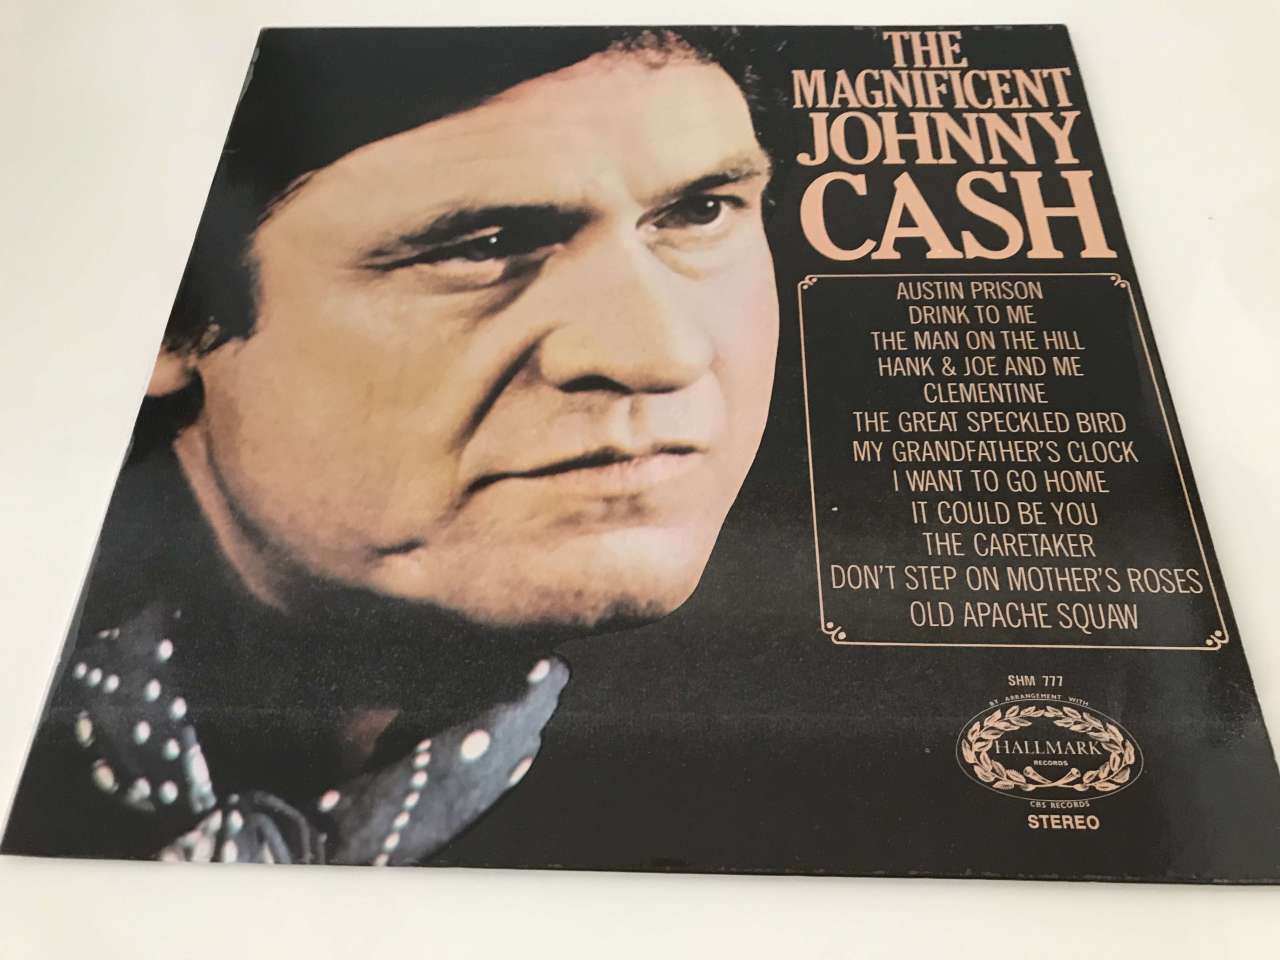 THE
MAGNIFICENT
JOHNNY
CASH
AUSTIN PRISON
DRINK TO ME
THE MAN ON THE HILL
HANK & JOE AND ME
CLEMENTINE
THE GREAT SPECKLED BIRD
MY GRANDFATHER'S CLOCK
I WANT TO GO HOME
IT COULD BE YOU
THE CARETAKER
DON'T STEP ON MOTHER'S ROSES
OLD APACHE SQUAW
SHM 777
BY ARRANGEMENT WITH
HALLMARK
RECORDS
CBS RECORDS
STEREO